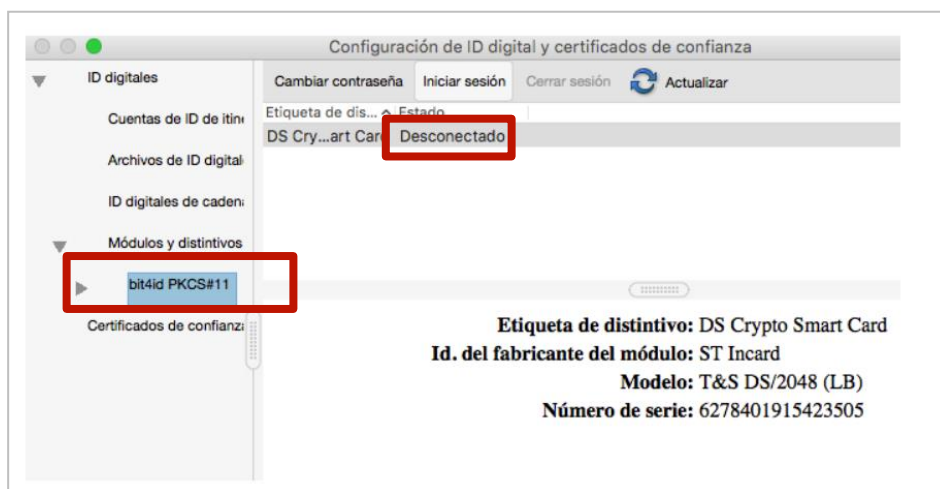 Configuración de ID digital y certificados de confianza
ID digitales
Cambiar contraseña Iniciar sesión Cerrar sesión Actualizar
Etiqueta de dis... Estado
DS Cry...art Card Desconectado
Cuentas de ID de itin
Archivos de ID digital
ID digitales de caden
Módulos y distintivos
bit4id PKCS#11
Certificados de confianz
Etiqueta de distintivo: DS Crypto Smart Card
Id. del fabricante del módulo: ST Incard
Modelo: T&S DS/2048 (LB)
Número de serie: 6278401915423505